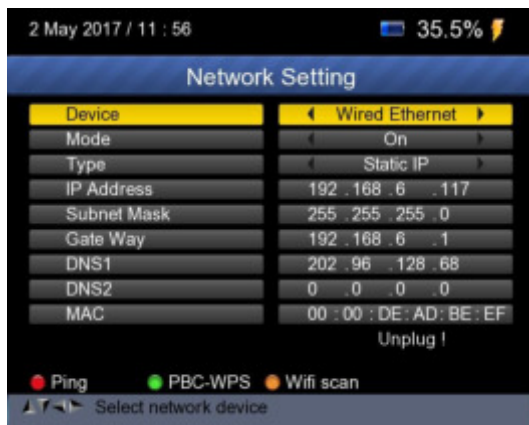 2 May 2017 / 11 : 56 35.5%
Network Setting
Device Wired Ethernet
Mode On
Type Static IP
IP Address 192 .168 .6 .117
Subnet Mask 255 .255 .255 .0
Gate Way 192 .168 .6 .1
DNS1 202 .96 .128 .68
DNS2 0 .0 .0 .0
MAC 00 : 00 : DE: AD: BE: EF
Unplug !
Ping PBC-WPS Wifi scan
Select network device